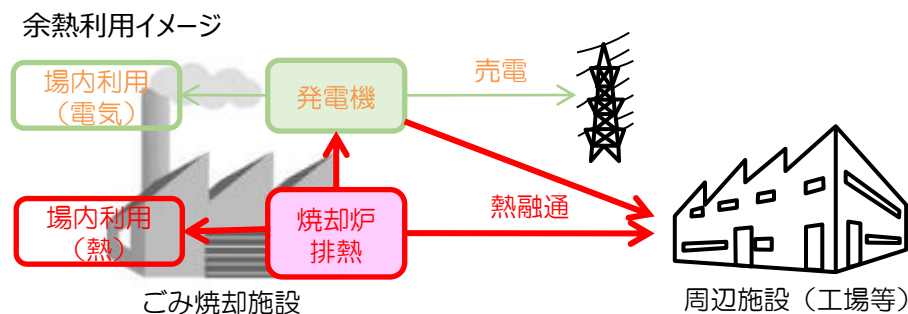 余熱利用イメージ
場内利用
（電気）
発電機
売電
場内利用
（熱）
焼却炉
排熱
熱融通
ごみ焼却施設
周辺施設（工場等）